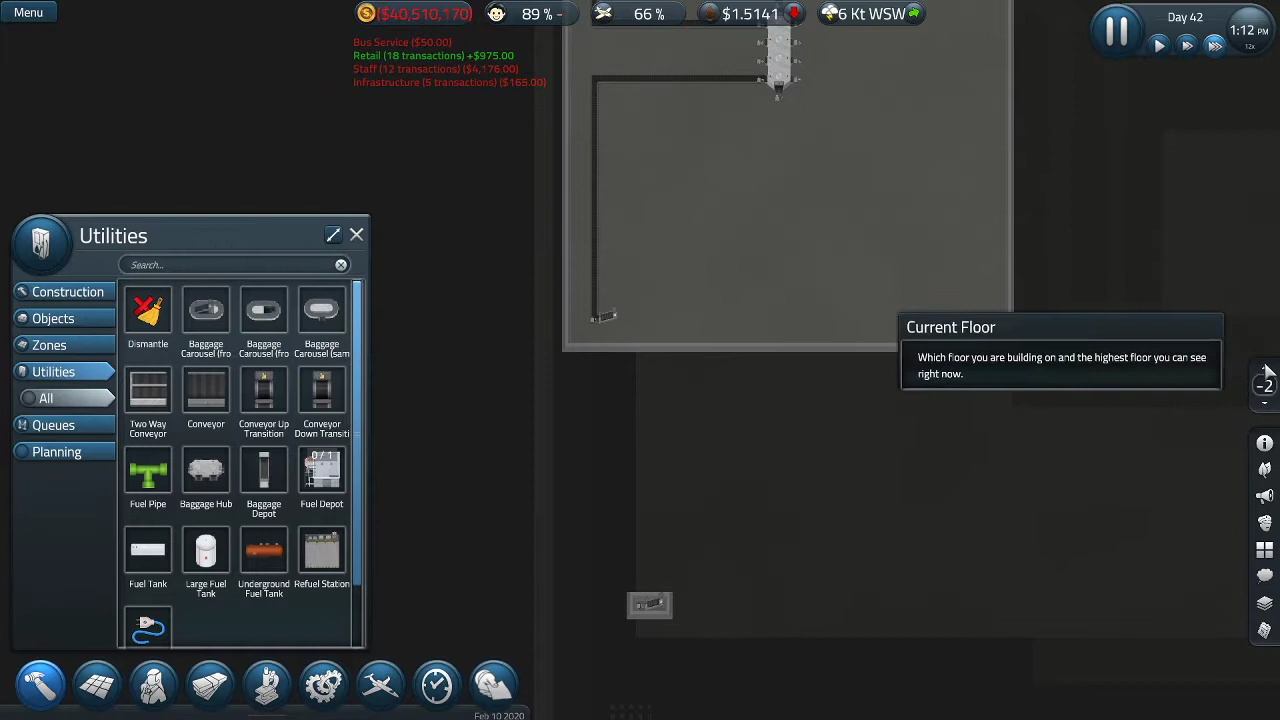 Menu
($40,510,170)
89 % -
66 %
$1.5141
6 Kt WSW
Day 42
1:12 PM
12x
Bus Service ($50.00)
Retail (18 transactions) +$975.00
Staff (12 transactions) ($4,176.00)
Infrastructure (5 transactions) ($165.00)
Utilities
Search...
Construction
Objects
Zones
Utilities
All
Queues
Planning
Dismantle
Baggage Carousel (fro
Baggage Carousel (fro
Baggage Carousel (sam
Two Way Conveyor
Conveyor
Conveyor Up Transition
Conveyor Down Transiti
Fuel Pipe
Baggage Hub
Baggage Depot
0/1
Fuel Depot
Fuel Tank
Large Fuel Tank
Underground Fuel Tank
Refuel Station
Current Floor
Which floor you are building on and the highest floor you can see
right now.
-2
Feb 10 2020